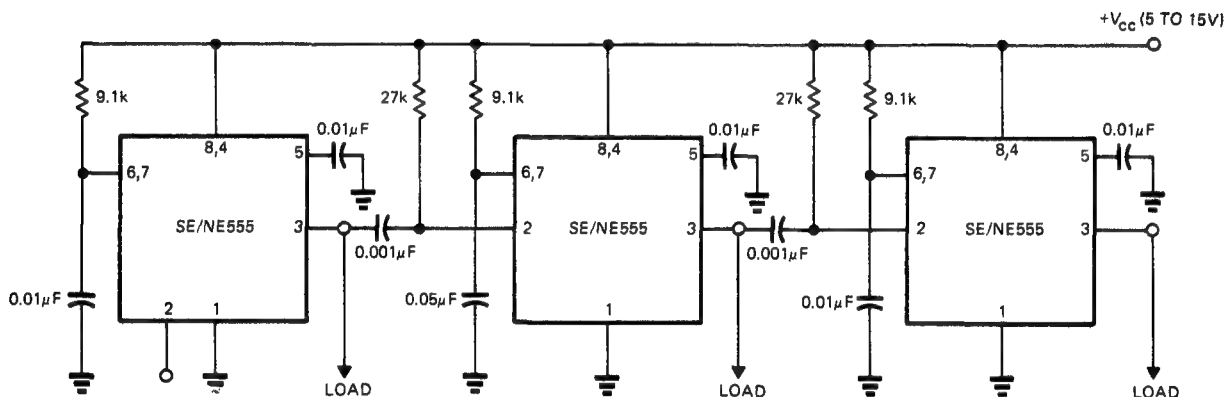 +VCC (5 TO 15V)
9.1k
27k
9.1k
27k
9.1k
0.01µF
0.01µF
0.01µF
8,4
5
8,4
5
8,4
5
6,7
6,7
6,7
SE/NE555
3
2
SE/NE555
3
2
SE/NE555
3
0.001µF
0.001µF
0.01µF
0.05µF
0.01µF
2
1
1
1
LOAD
LOAD
LOAD